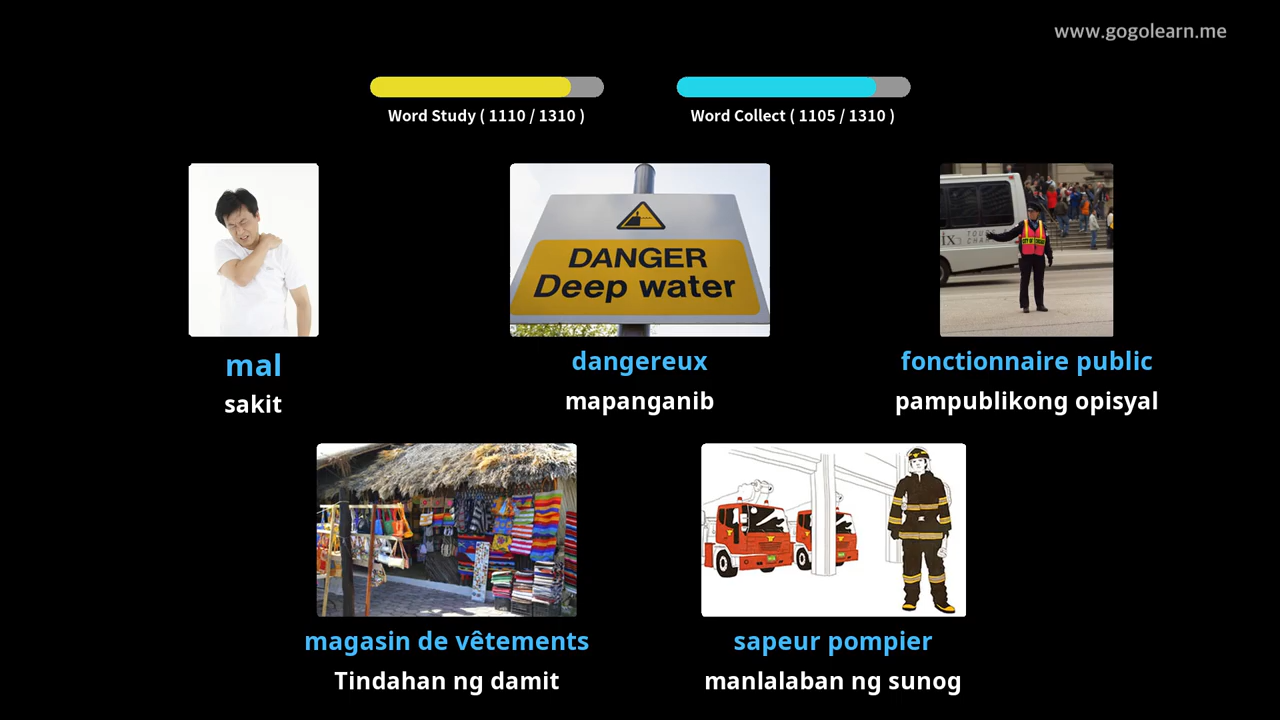 www.gogolearn.me
Word Study ( 1110 / 1310 )
Word Collect ( 1105 / 1310 )
DANGER
Deep water
mal
sakit
dangereux
mapanganib
fonctionnaire public
pampublikong opisyal
magasin de vêtements
Tindahan ng damit
sapeur pompier
manlalaban ng sunog